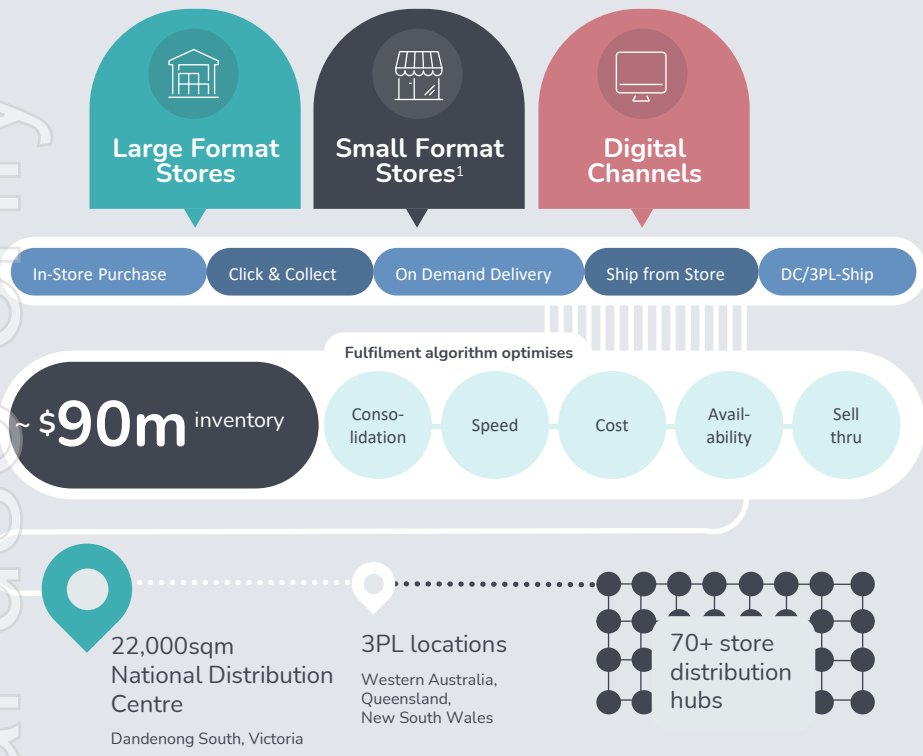 Large Format
Stores
Small Format
Stores¹
Digital
Channels
In-Store Purchase
Click & Collect
On Demand Delivery
Ship from Store
DC/3PL-Ship
Fulfilment algorithm optimises
~ $90m inventory
Conso-
lidation
Speed
Cost
Avail-
ability
Sell
thru
22,000sqm
National Distribution
Centre
Dandenong South, Victoria
3PL locations
Western Australia,
Queensland,
New South Wales
70+ store
distribution
hubs